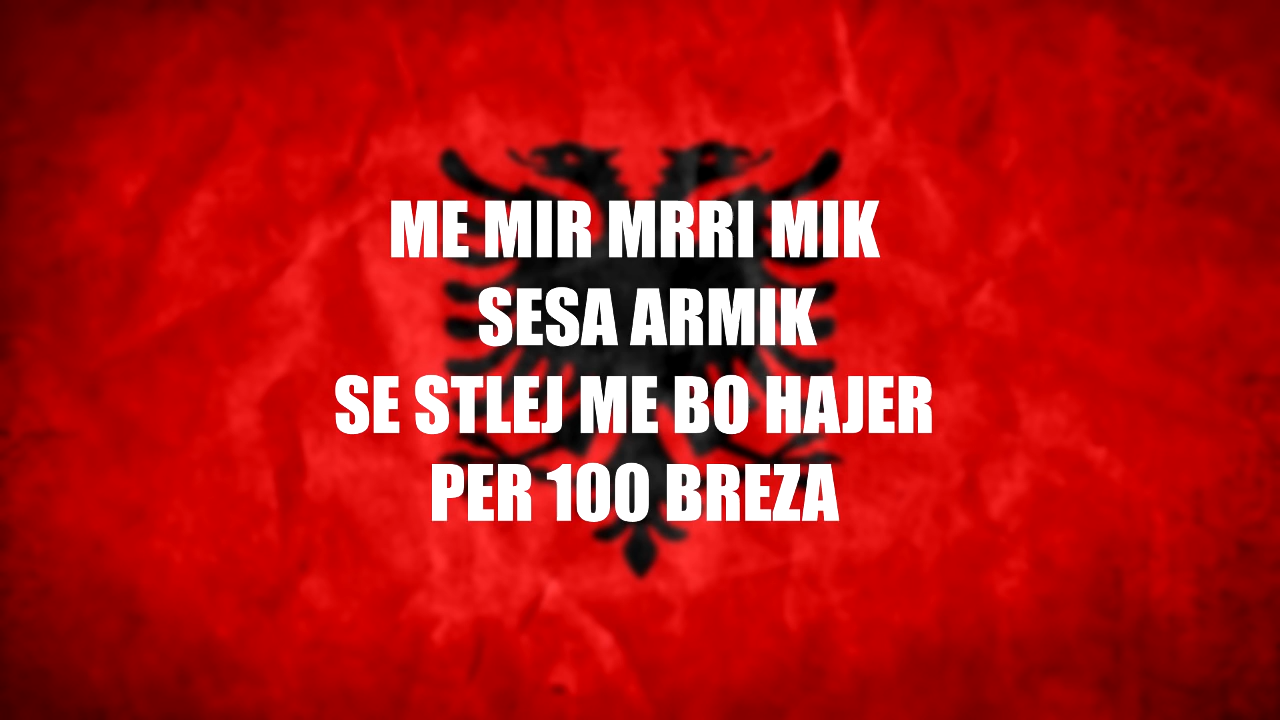 ME MIR MRRI MIK
SESA ARMIK
SE STLEJ ME BO HAJER
PER 100 BREZA